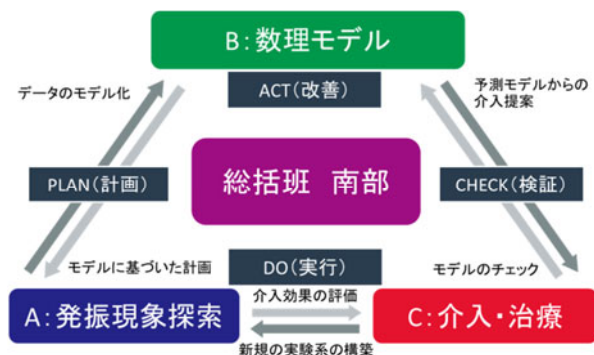 B:数理モデル
データのモデル化
ACT(改善)
予測モデルからの
介入提案
PLAN(計画)
総括班 南部
CHECK(検証)
モデルに基づいた計画
DO(実行)
モデルのチェック
A:発振現象探索
介入効果の評価
C:介入・治療
新規の実験系の構築